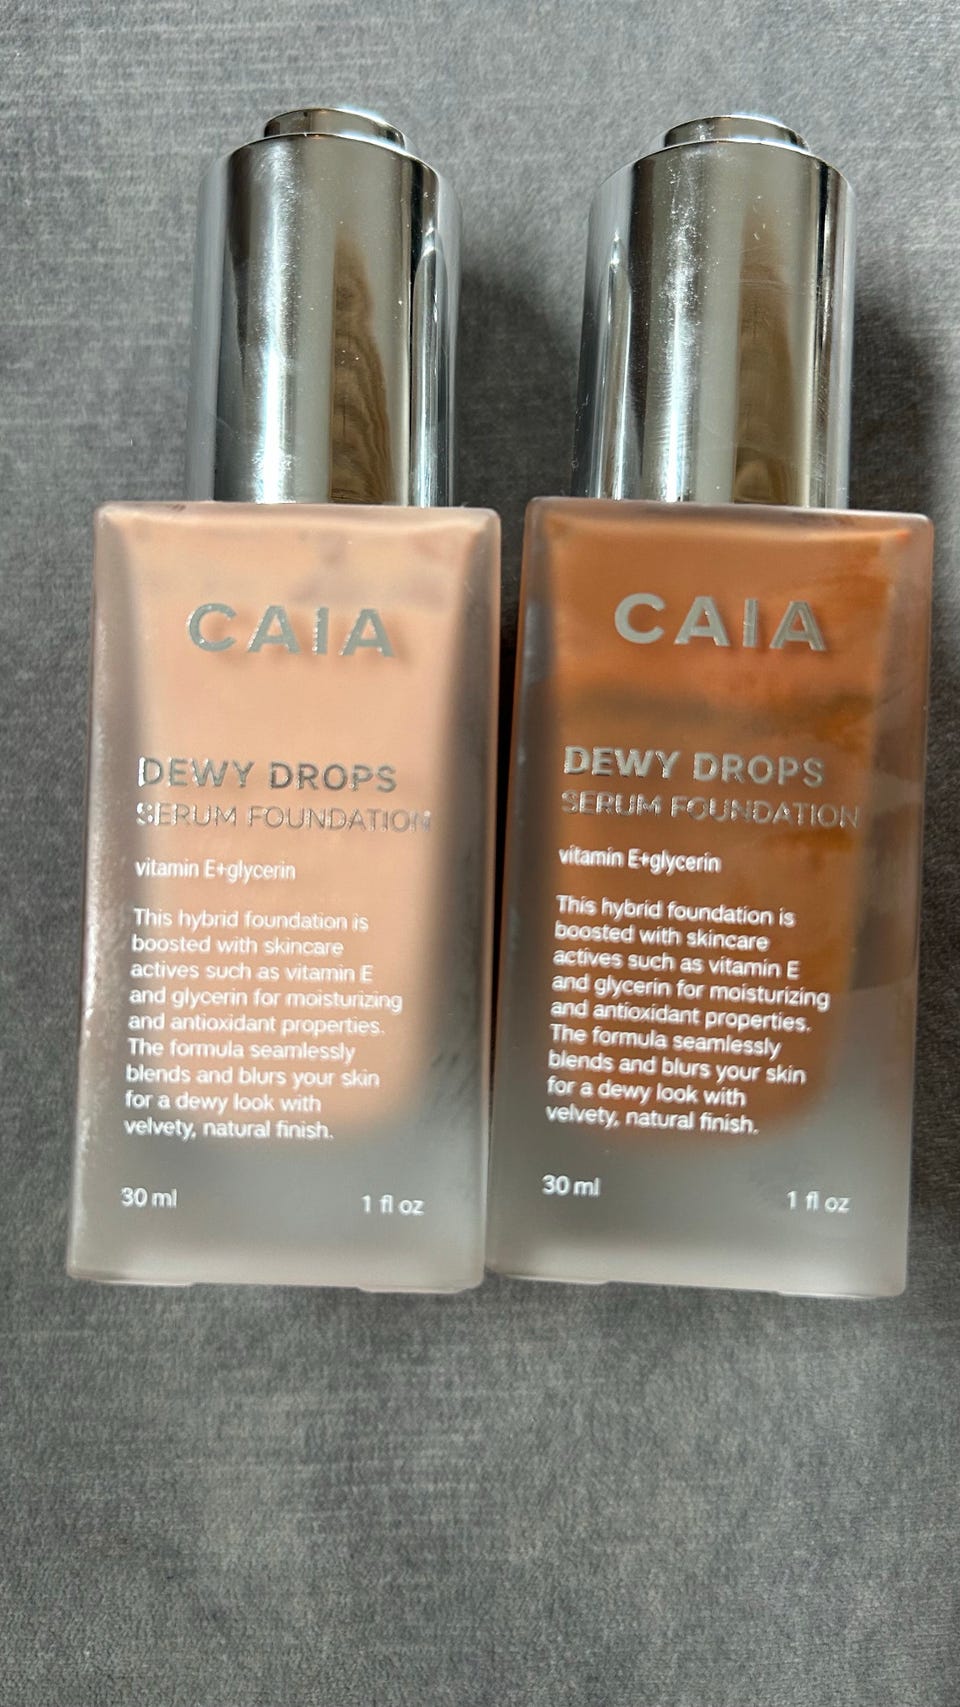 CAIA
DEWY DROPS
SERUM FOUNDATION
vitamin E+glycerin
This hybrid foundation is
boosted with skincare
actives such as vitamin E
and glycerin for moisturizing
and antioxidant properties.
The formula seamlessly
blends and blurs your skin
for a dewy look with
velvety, natural finish.
30 ml
1 fl oz
CAIA
DEWY DROPS
SERUM FOUNDATION
vitamin E+glycerin
This hybrid foundation is
boosted with skincare
actives such as vitamin E
and glycerin for moisturizing
and antioxidant properties.
The formula seamlessly
blends and blurs your skin
for a dewy look with
velvety, natural finish.
30 ml
1 fl oz